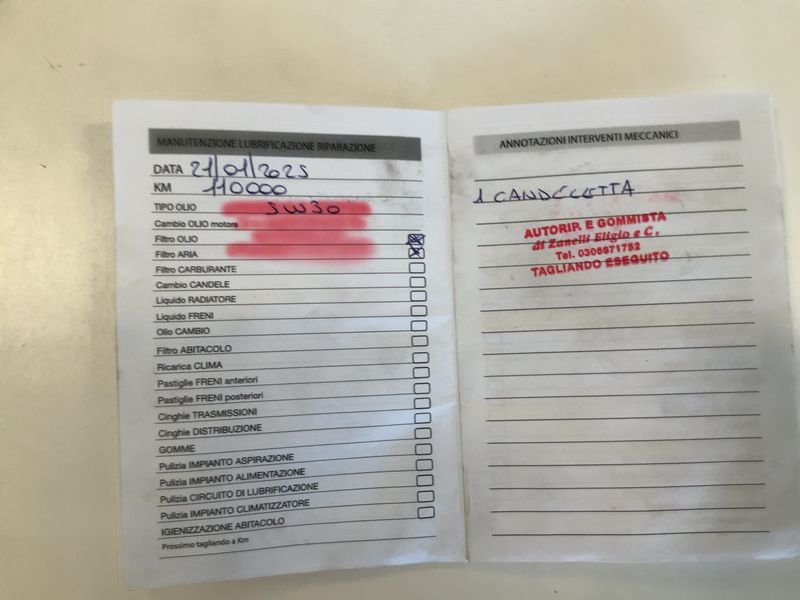 MANUTENZIONE LUBRIFICAZIONE RIPARAZIONE
DATA 21/01/2025
KM 110000
TIPO OLIO 5W30
Cambio OLIO motore
Filtro OLIO
Filtro ARIA
Filtro CARBURANTE
Cambio CANDELE
Liquido RADIATORE
Liquido FRENI
Olio CAMBIO
Filtro ABITACOLO
Ricarica CLIMA
Pastiglie FRENI anteriori
Pastiglie FRENI posteriori
Cinghie TRASMISSIONI
Cinghie DISTRIBUZIONE
GOMME
Pulizia IMPIANTO ASPIRAZIONE
Pulizia IMPIANTO ALIMENTAZIONE
Pulizia CIRCUITO DI LUBRIFICAZIONE
Pulizia IMPIANTO CLIMATIZZATORE
IGIENIZZAZIONE ABITACOLO
Prossimo tagliando a Km
ANNOTAZIONI INTERVENTI MECCANICI
1 CANDELETTA
AUTORIP. E GOMMISTA
di Zanelli Eligio e C.
Tel. 0306871752
TAGLIANDO ESEGUITO